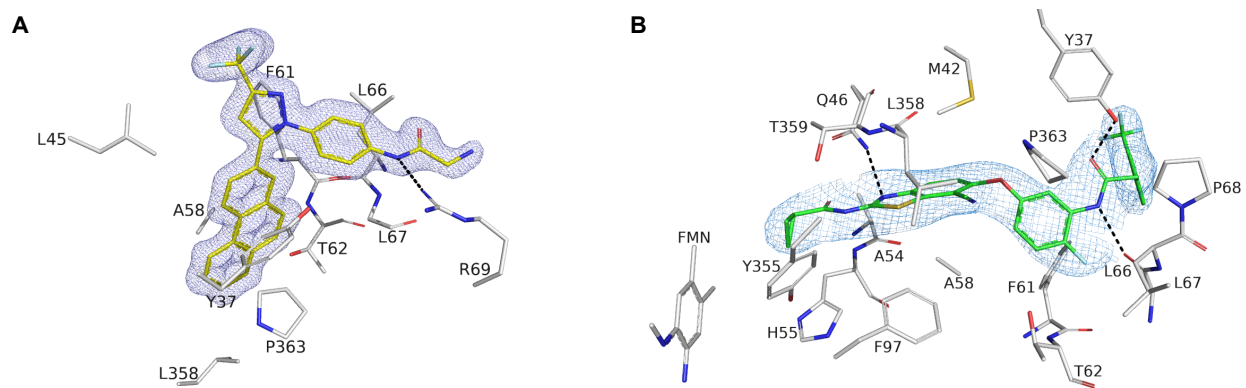 A
F61
L66
L45
A58
T62
L67
R69
Y37
P363
L358
B
Y37
M42
Q46
L358
T359
P363
P68
FMN
A54
Y355
A58
F61
L66
L67
H55
F97
T62